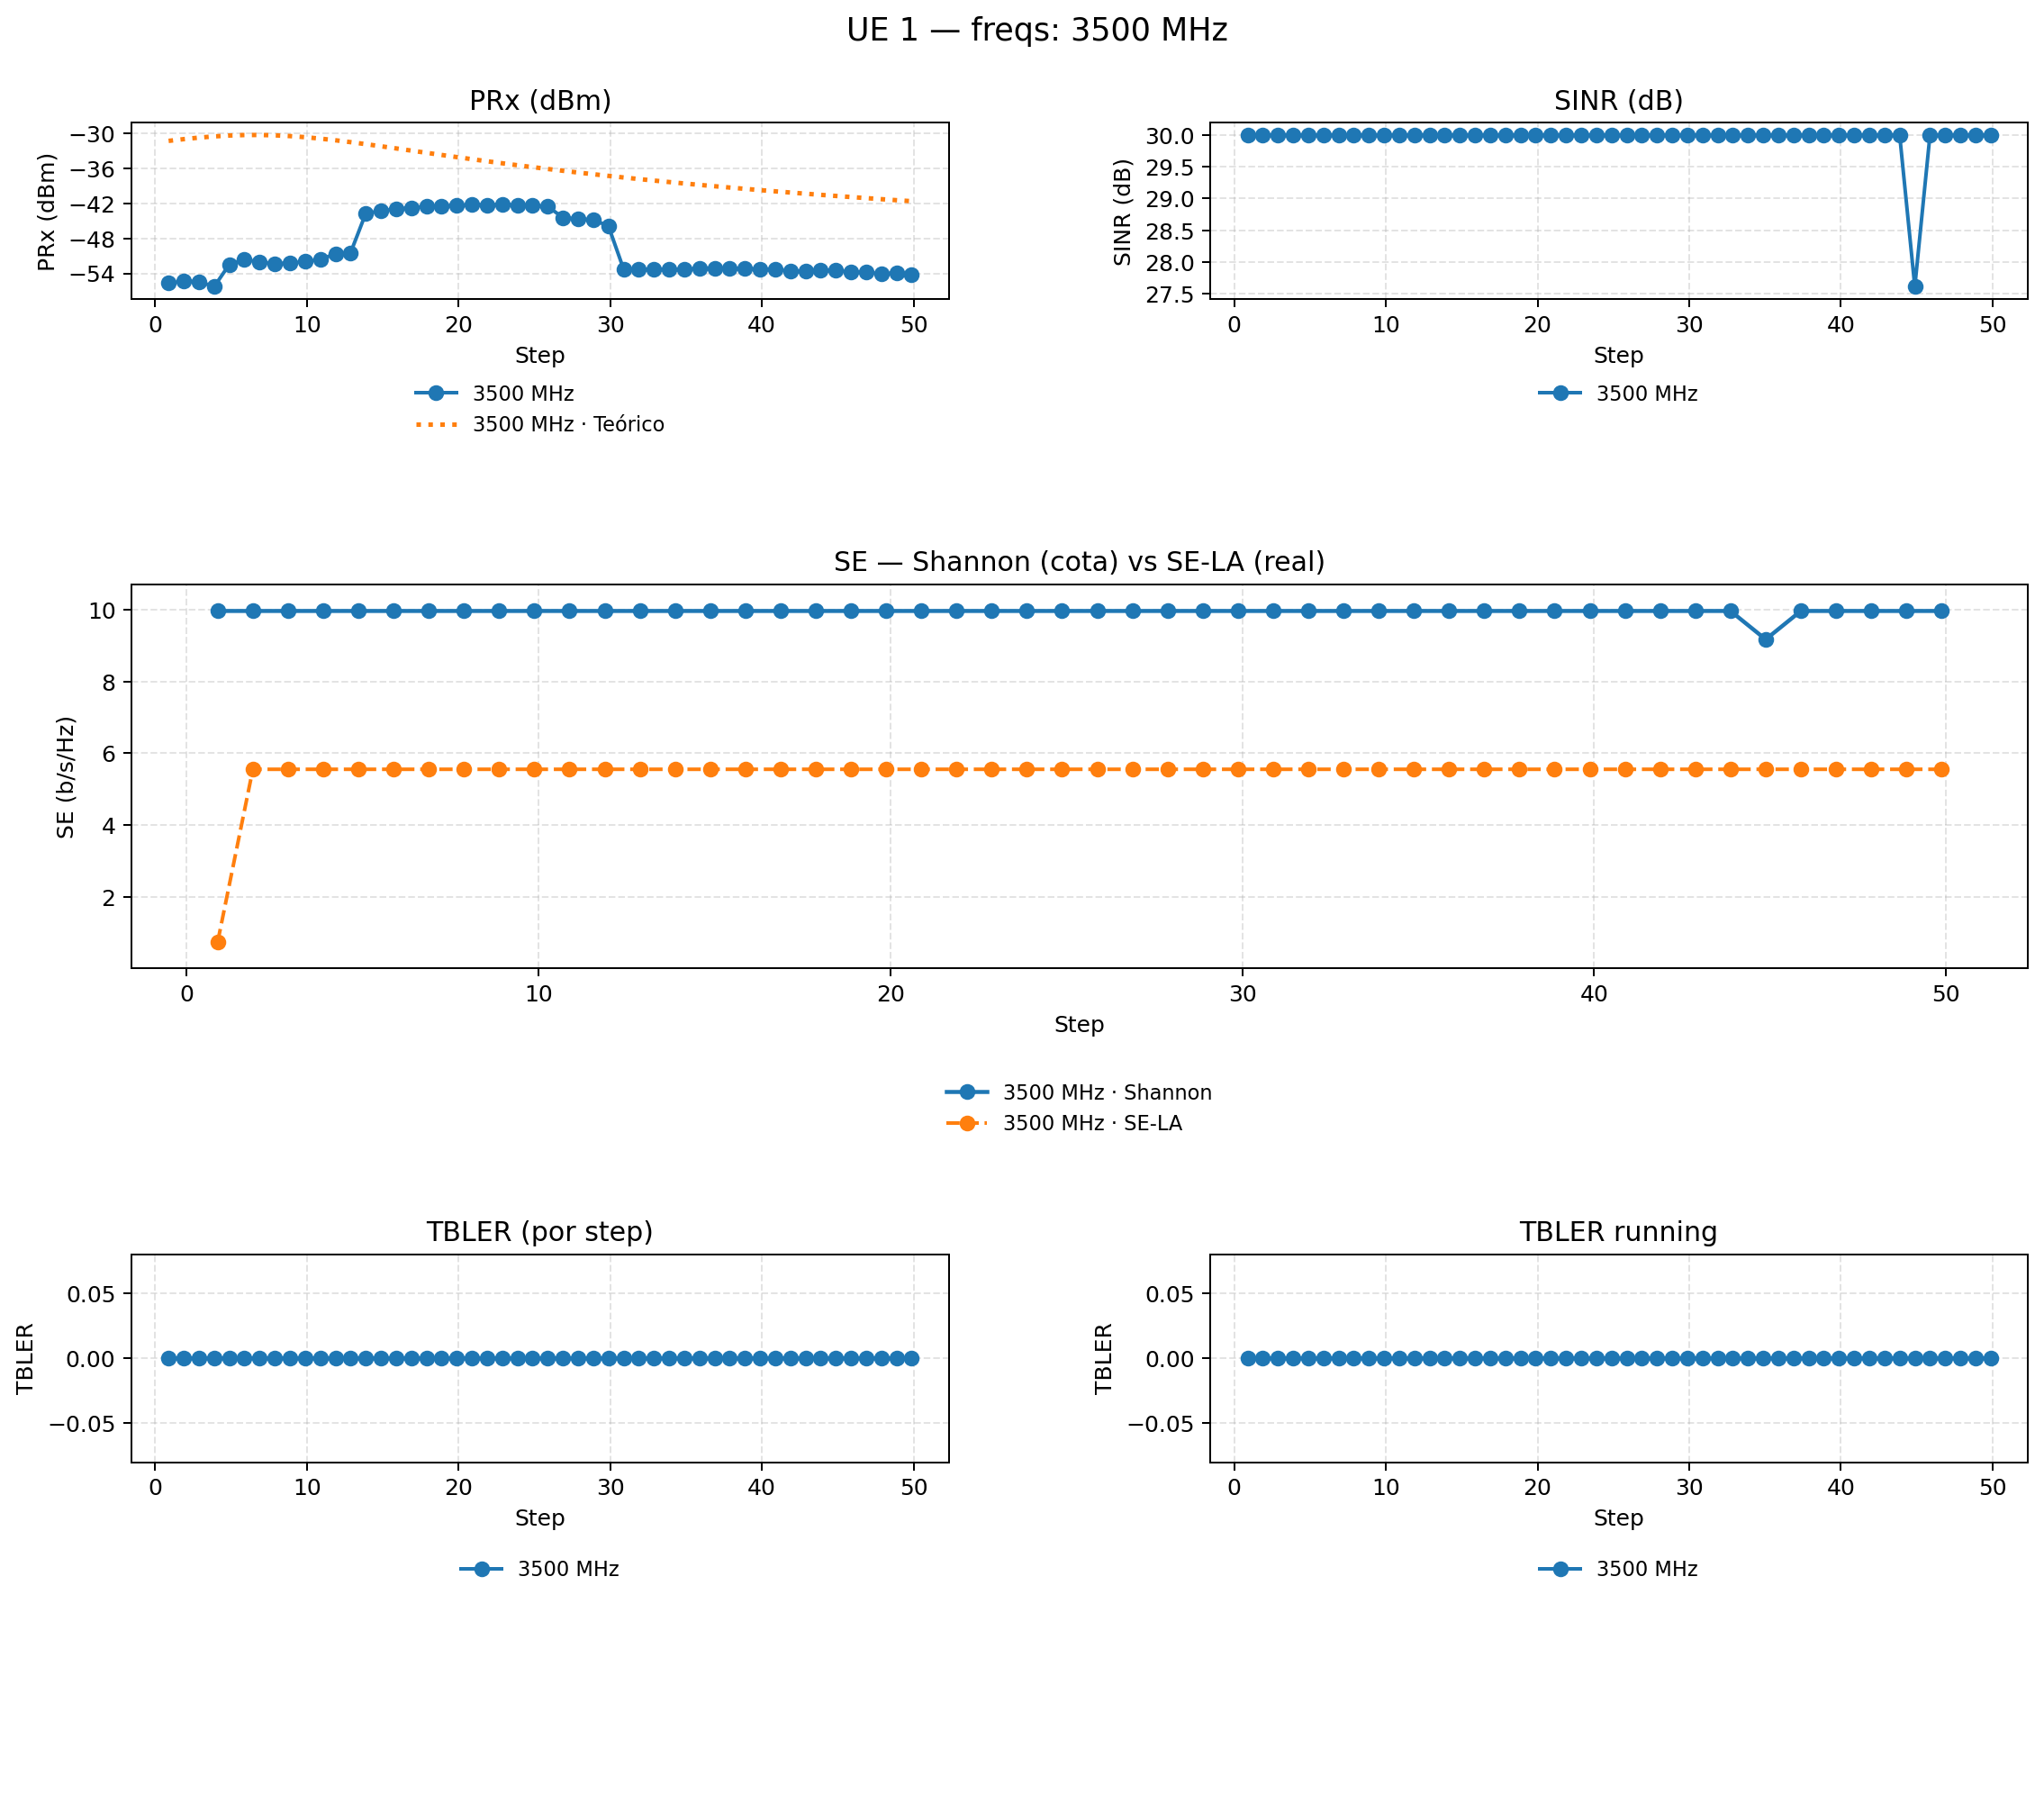 UE 1 — freqs: 3500 MHz
PRx (dBm)
PRx (dBm)
−30
−36
−42
−48
−54
0 10 20 30 40 50
Step
3500 MHz
3500 MHz · Teórico
SINR (dB)
SINR (dB)
30.0
29.5
29.0
28.5
28.0
27.5
0 10 20 30 40 50
Step
3500 MHz
SE — Shannon (cota) vs SE-LA (real)
SE (b/s/Hz)
10
8
6
4
2
0 10 20 30 40 50
Step
3500 MHz · Shannon
3500 MHz · SE-LA
TBLER (por step)
TBLER
0.05
0.00
−0.05
0 10 20 30 40 50
Step
3500 MHz
TBLER running
TBLER
0.05
0.00
−0.05
0 10 20 30 40 50
Step
3500 MHz